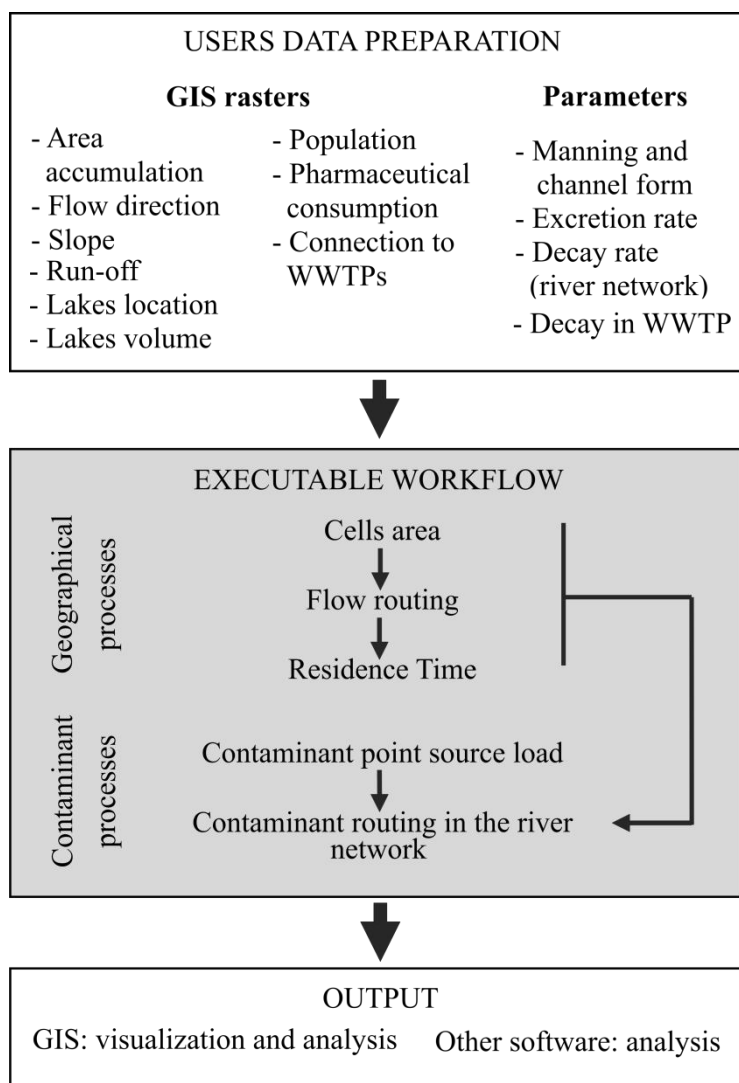 USERS DATA PREPARATION
GIS rasters
- Area
accumulation
- Flow direction
- Slope
- Run-off
- Lakes location
- Lakes volume
- Population
- Pharmaceutical
consumption
- Connection to
WWTPs
Parameters
- Manning and
channel form
- Excretion rate
- Decay rate
(river network)
- Decay in WWTP
EXECUTABLE WORKFLOW
Geographical
processes
Cells area
Flow routing
Residence Time
Contaminant
processes
Contaminant point source load
Contaminant routing in the river
network
OUTPUT
GIS: visualization and analysis
Other software: analysis